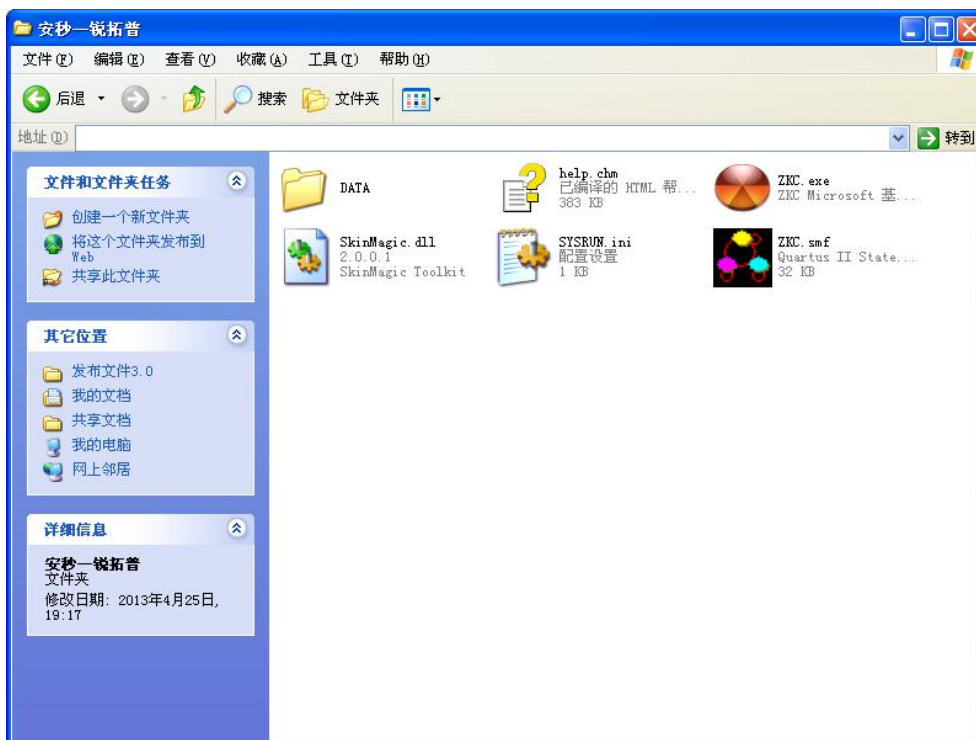 安秒一锐拓普
文件(F) 编辑(E) 查看(V) 收藏(A) 工具(T) 帮助(H)
后退 搜索 文件夹
地址(D) 转到
文件和文件夹任务
创建一个新文件夹
将这个文件夹发布到
Web
共享此文件夹
其它位置
发布文件3.0
我的文档
共享文档
我的电脑
网上邻居
详细信息
安秒一锐拓普
文件夹
修改日期: 2013年4月25日,
19:17
DATA
help.chm
已编译的 HTML 帮...
383 KB
ZKC.exe
ZKC Microsoft 基...
SkinMagic.dll
2.0.0.1
SkinMagic Toolkit
SYSRUN.ini
配置设置
1 KB
ZKC.smf
Quartus II State...
32 KB